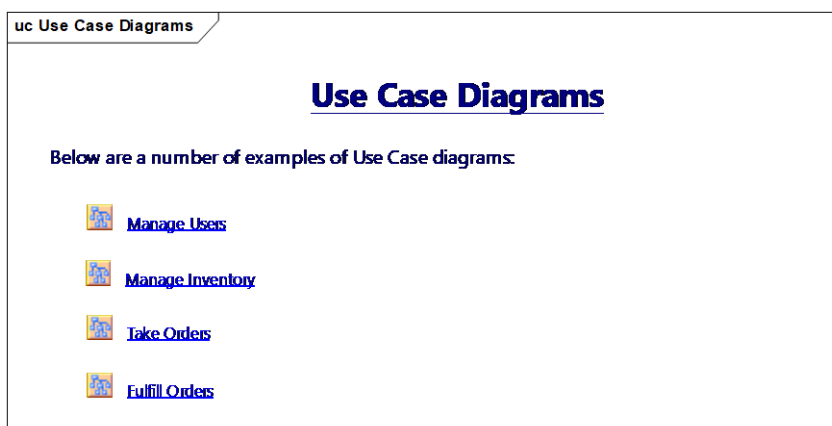 uc Use Case Diagrams
Use Case Diagrams
Below are a number of examples of Use Case diagrams:
Manage Users
Manage Inventory
Take Orders
Fulfill Orders